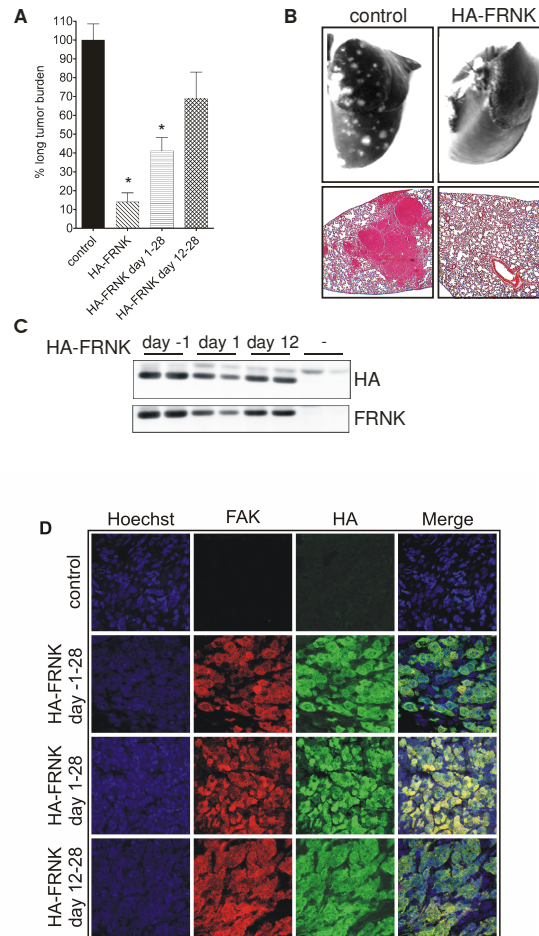 A
% long tumor burden
110
100
90
80
70
60
50
40
30
20
10
0
control
HA-FRNK
HA-FRNK day 1-28
HA-FRNK day 12-28
*
*
B
control
HA-FRNK
C
HA-FRNK
day -1
day 1
day 12
-
HA
FRNK
D
Hoechst
FAK
HA
Merge
control
HA-FRNK
day -1-28
HA-FRNK
day 1-28
HA-FRNK
day 12-28